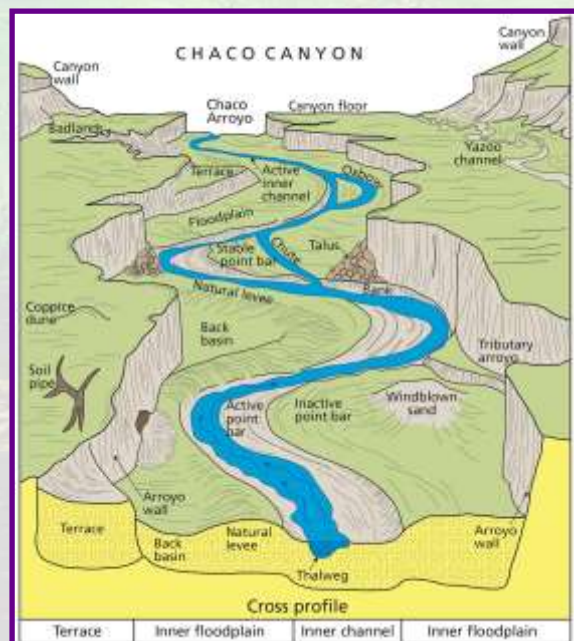 CHACO CANYON
Canyon
wall
Canyon
wall
Chaco
Arroyo
Canyon floor
Badlands
Yazoo
channel
Terrace
Active
inner
channel
Oxbow
Floodplain
Chute
Talus
Stable
point bar
Natural levee
Bank
Coppice
dune
Back
basin
Tributary
arroyo
Soil
pipe
Active
point
bar
Inactive point bar
Windblown
sand
Arroyo
wall
Terrace
Back
basin
Natural
levee
Arroyo
wall
Thalweg
Cross profile
Terrace
Inner floodplain
Inner channel
Inner floodplain